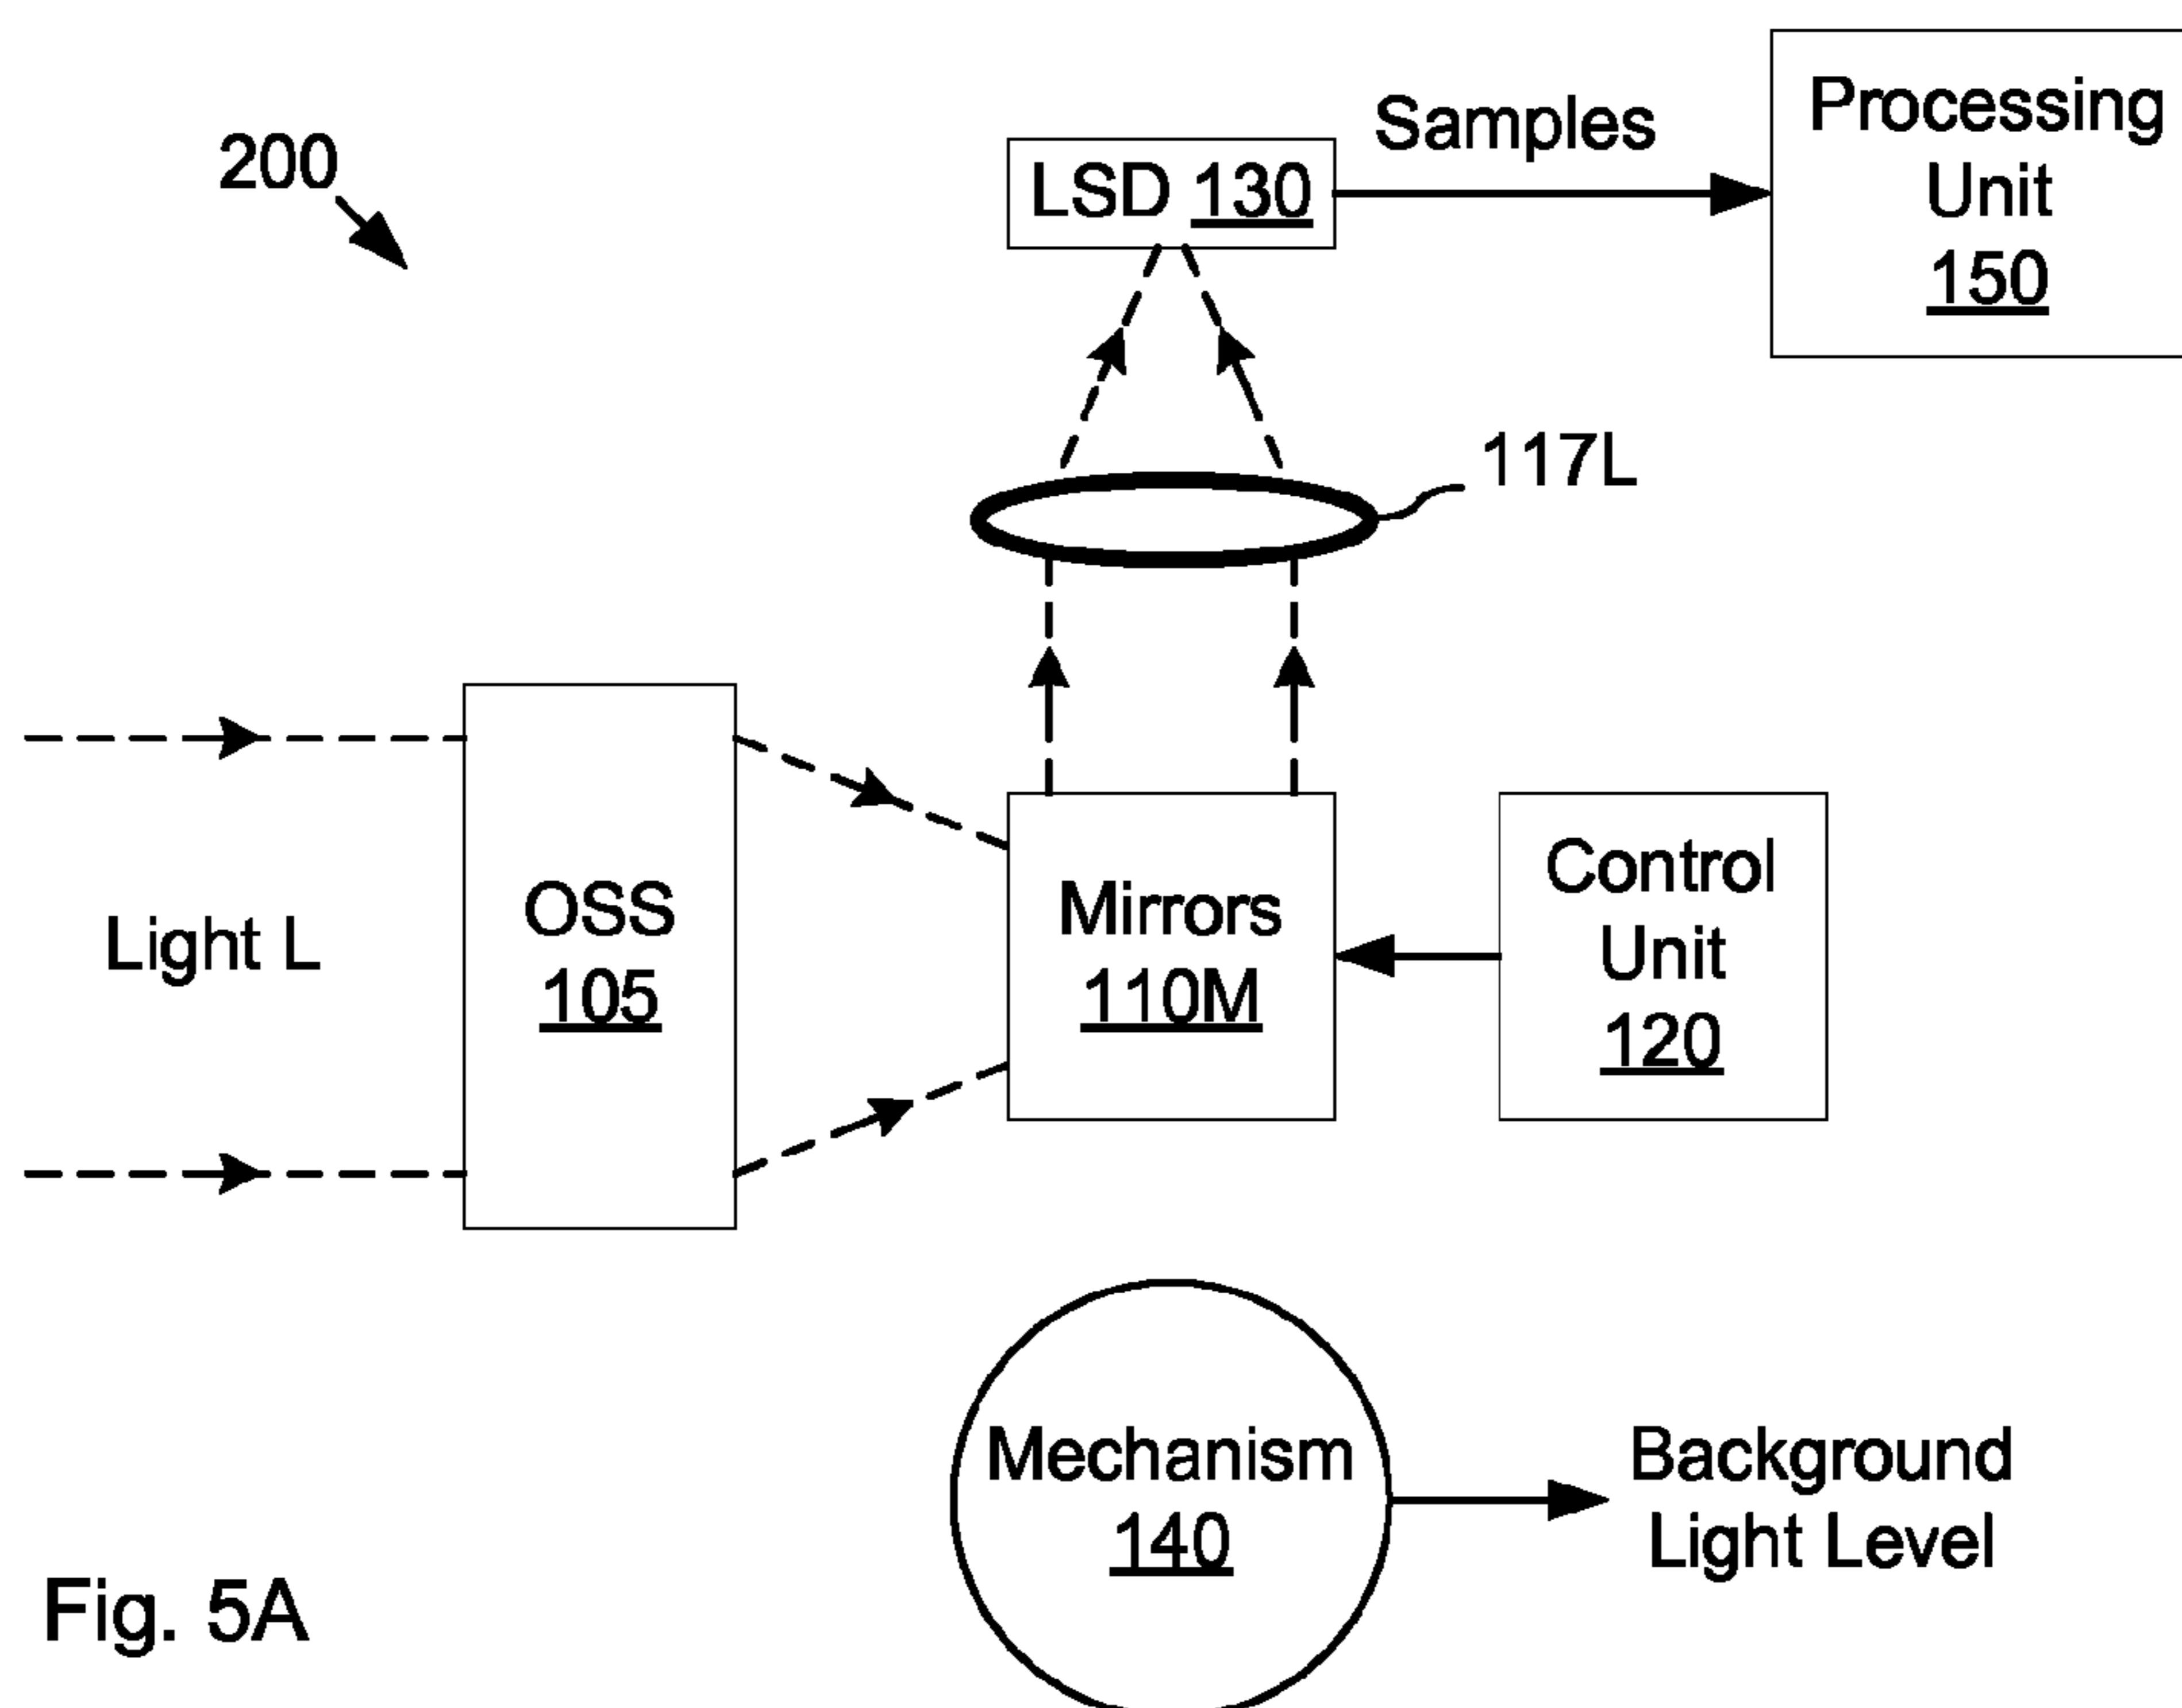 200
LSD 130
Samples
Processing
Unit
150
117L
Light L
OSS
105
Mirrors
110M
Control
Unit
120
Mechanism
140
Background
Light Level
Fig. 5A